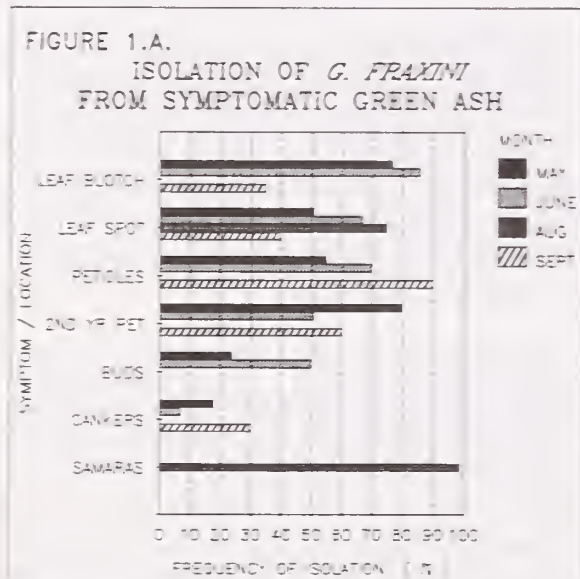 FIGURE 1.A.
ISOLATION OF G. FRAXINI
FROM SYMPTOMATIC GREEN ASH
MONTH
MAY
JUNE
AUG
SEPT
SYMPTOM / LOCATION
LEAF BLOTCH
LEAF SPOT
PETIOLES
2ND YR PET
BUDS
CANKERS
SAMARAS
0 10 20 30 40 50 60 70 80 90 100
FREQUENCY OF ISOLATION ( % )